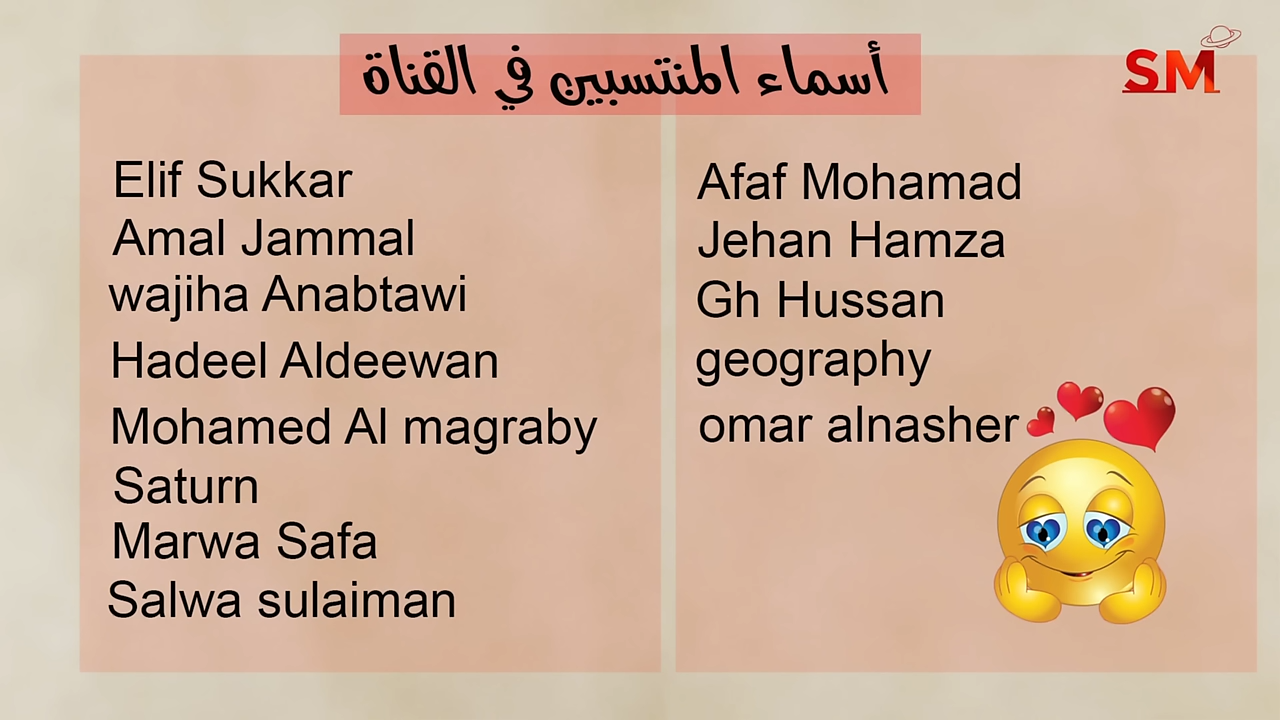 أسماء المنتسبين في القناة
SM
Elif Sukkar
Amal Jammal
wajiha Anabtawi
Hadeel Aldeewan
Mohamed Al magraby
Saturn
Marwa Safa
Salwa sulaiman
Afaf Mohamad
Jehan Hamza
Gh Hussan
geography
omar alnasher